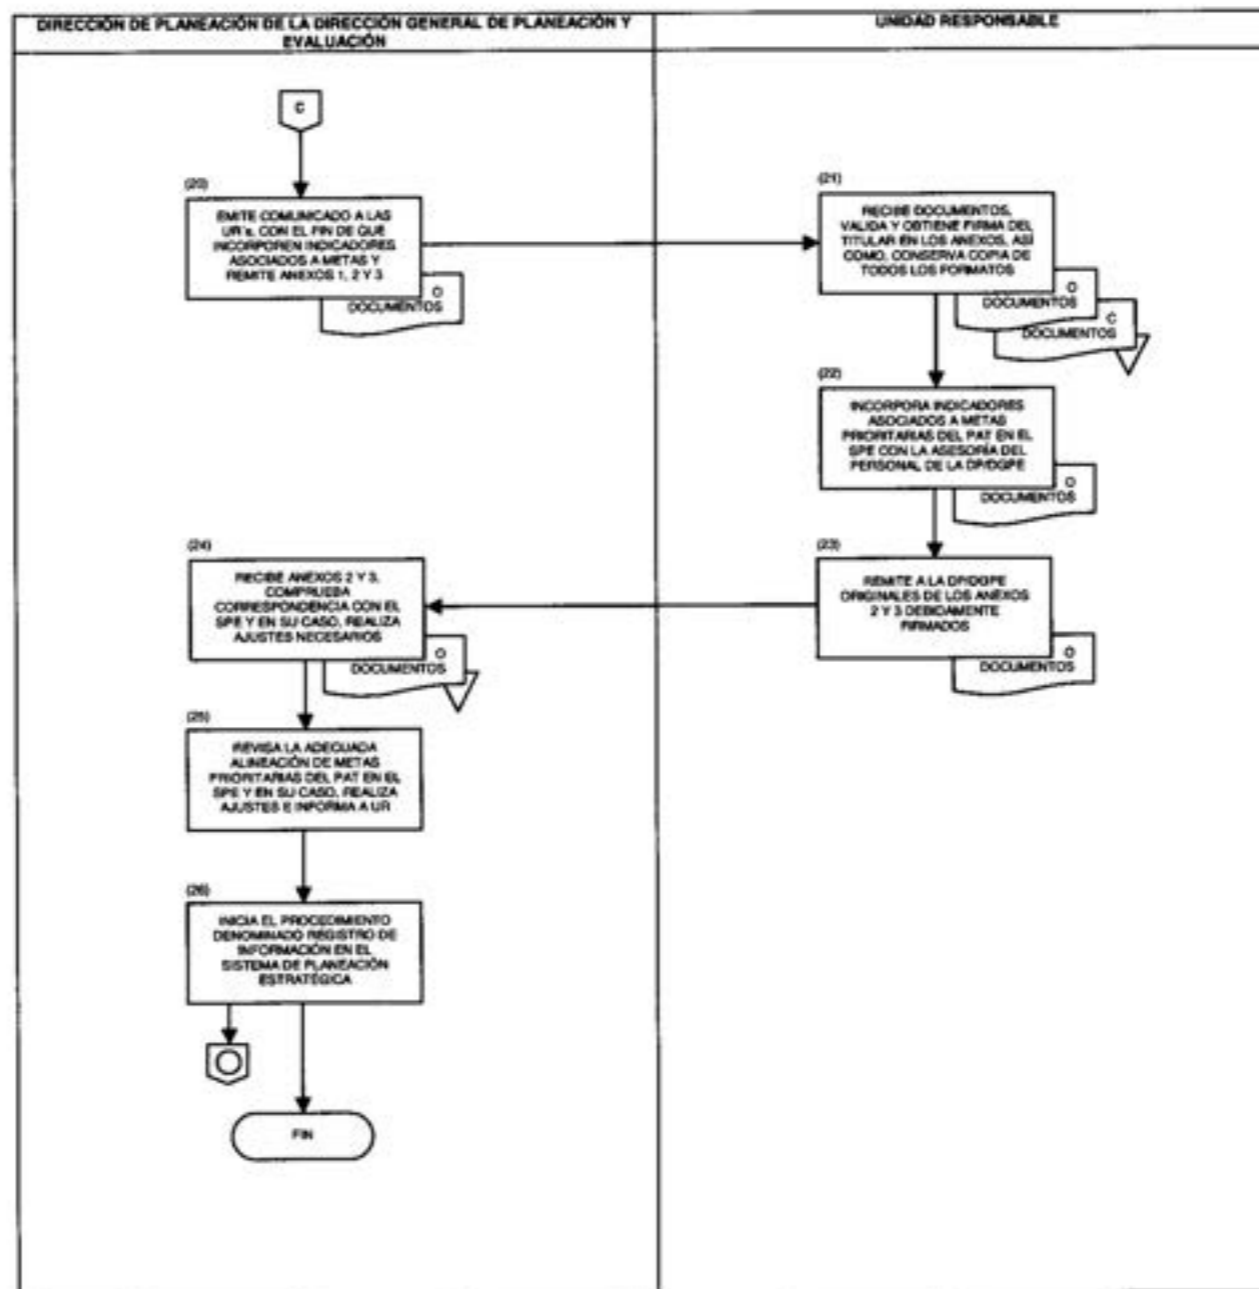 DIRECCIÓN DE PLANEACIÓN DE LA DIRECCIÓN GENERAL DE PLANEACIÓN Y
EVALUACIÓN
UNIDAD RESPONSABLE
C
(20)
EMITE COMUNICADO A LAS
UR's, CON EL FIN DE QUE
INCORPOREN INDICADORES
ASOCIADOS A METAS Y
REMITE ANEXOS 1, 2 Y 3
O
DOCUMENTOS
(21)
RECIBE DOCUMENTOS,
VALIDA Y OBTIENE FIRMA DEL
TITULAR EN LOS ANEXOS, ASÍ
COMO, CONSERVA COPIA DE
TODOS LOS FORMATOS
O
DOCUMENTOS
C
DOCUMENTOS
(22)
INCORPORA INDICADORES
ASOCIADOS A METAS
PRIORITARIAS DEL PAT EN EL
SPE CON LA ASESORÍA DEL
PERSONAL DE LA DP/DGPE
O
DOCUMENTOS
(23)
REMITE A LA DP/DGPE
ORIGINALES DE LOS ANEXOS
2 Y 3 DEBIDAMENTE
FIRMADOS
O
DOCUMENTOS
(24)
RECIBE ANEXOS 2 Y 3,
COMPRUEBA
CORRESPONDENCIA CON EL
SPE Y EN SU CASO, REALIZA
AJUSTES NECESARIOS
O
DOCUMENTOS
(25)
REVISA LA ADECUADA
ALINEACIÓN DE METAS
PRIORITARIAS DEL PAT EN EL
SPE Y EN SU CASO, REALIZA
AJUSTES E INFORMA A UR
(26)
INICIA EL PROCEDIMIENTO
DENOMINADO REGISTRO DE
INFORMACIÓN EN EL
SISTEMA DE PLANEACIÓN
ESTRATÉGICA
FIN